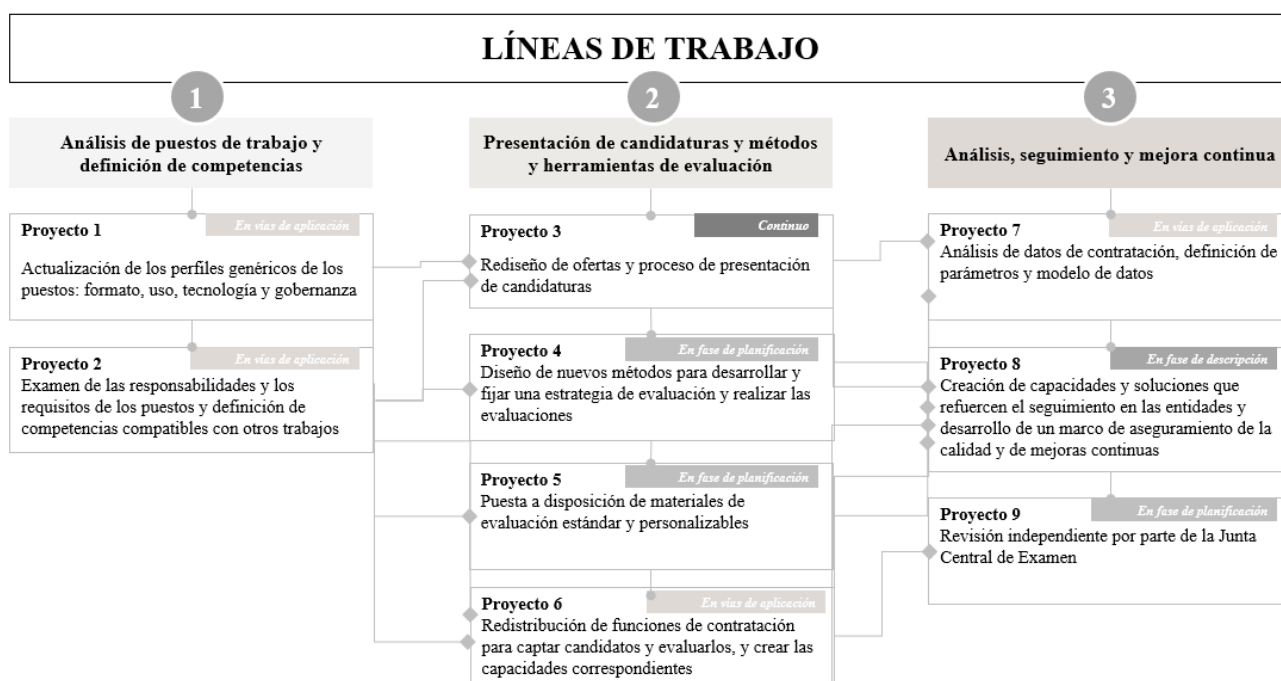 LÍNEAS DE TRABAJO
1
Análisis de puestos de trabajo y
definición de competencias
Proyecto 1
En vías de aplicación
Actualización de los perfiles genéricos de los
puestos: formato, uso, tecnología y gobernanza
Proyecto 2
En vías de aplicación
Examen de las responsabilidades y los
requisitos de los puestos y definición de
competencias compatibles con otros trabajos
2
Presentación de candidaturas y métodos
y herramientas de evaluación
Proyecto 3
Continuo
Rediseño de ofertas y proceso de presentación
de candidaturas
Proyecto 4
En fase de planificación
Diseño de nuevos métodos para desarrollar y
fijar una estrategia de evaluación y realizar las
evaluaciones
Proyecto 5
En fase de planificación
Puesta a disposición de materiales de
evaluación estándar y personalizables
Proyecto 6
En vías de aplicación
Redistribución de funciones de contratación
para captar candidatos y evaluarlos, y crear las
capacidades correspondientes
3
Análisis, seguimiento y mejora continua
Proyecto 7
En vías de aplicación
Análisis de datos de contratación, definición de
parámetros y modelo de datos
Proyecto 8
En fase de descripción
Creación de capacidades y soluciones que
refuercen el seguimiento en las entidades y
desarrollo de un marco de aseguramiento de la
calidad y de mejoras continuas
Proyecto 9
En fase de planificación
Revisión independiente por parte de la Junta
Central de Examen